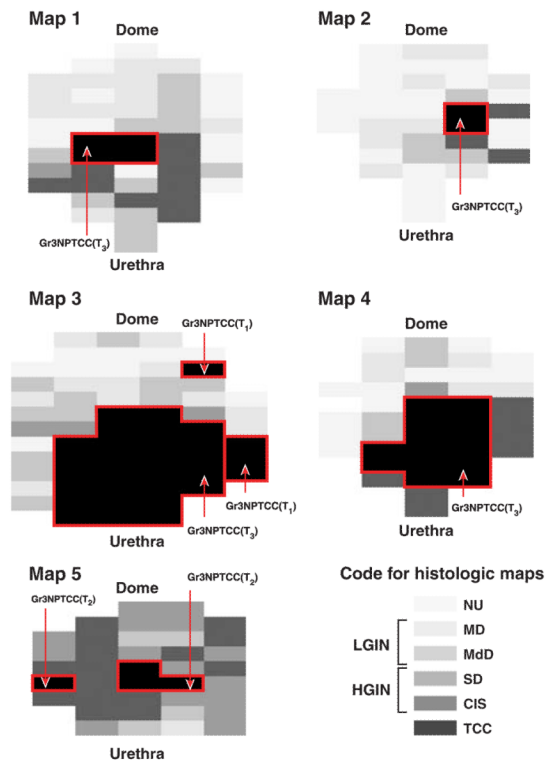 Map 1
Dome
Gr3NPTCC(T3)
Urethra
Map 2
Dome
Gr3NPTCC(T3)
Urethra
Map 3
Dome
Gr3NPTCC(T1)
Gr3NPTCC(T1)
Gr3NPTCC(T3)
Urethra
Map 4
Dome
Gr3NPTCC(T3)
Urethra
Map 5
Dome
Gr3NPTCC(T2)
Gr3NPTCC(T2)
Urethra
Code for histologic maps
NU
LGIN
MD
MdD
HGIN
SD
CIS
TCC